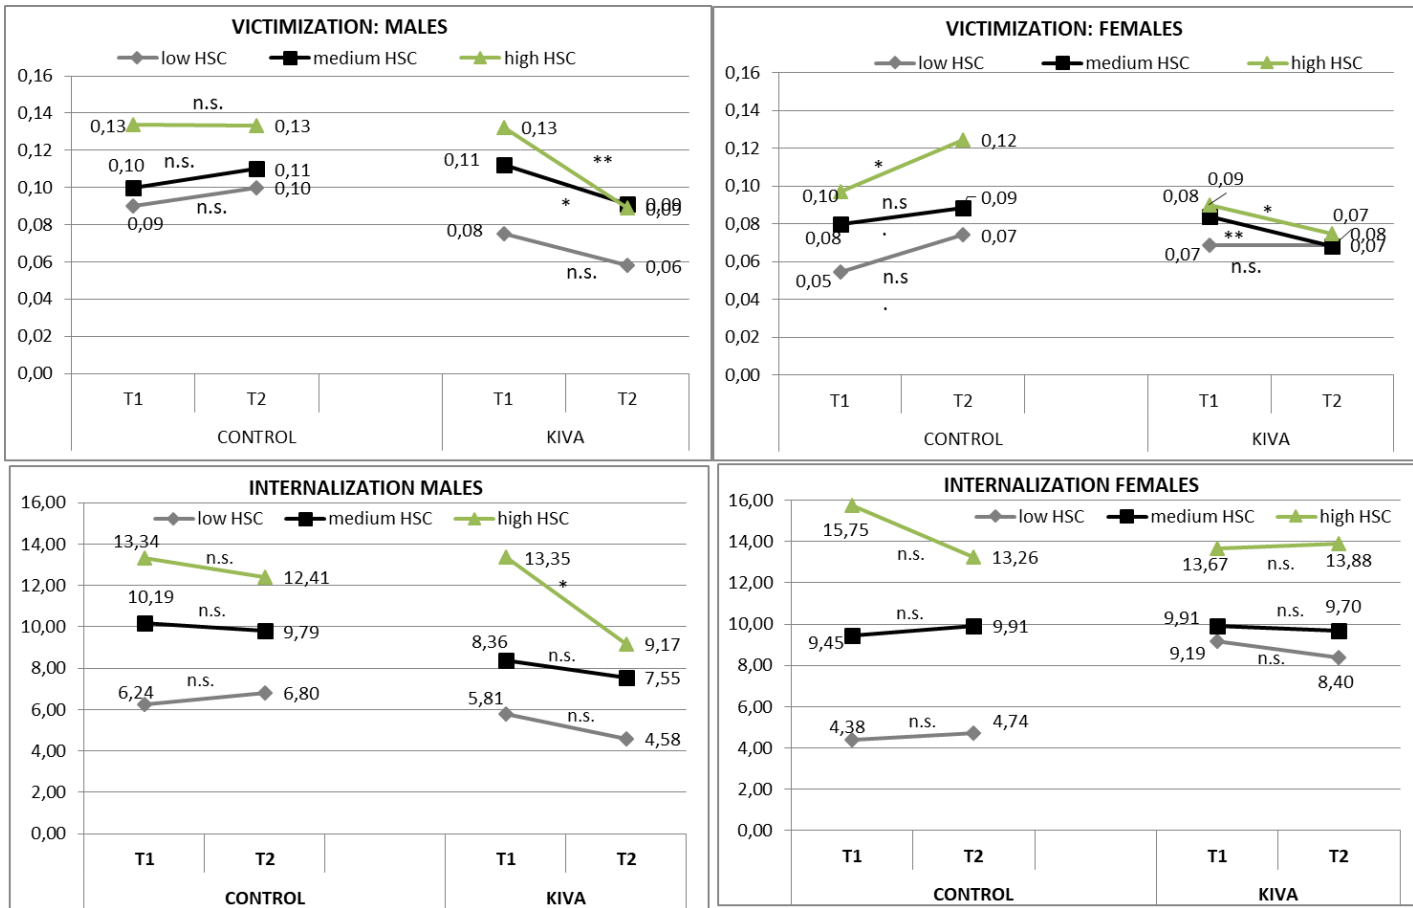 VICTIMIZATION: MALES
low HSC medium HSC high HSC
0,16
0,14
0,12
0,10
0,08
0,06
0,04
0,02
0,00
0,13 n.s. 0,13
0,10 n.s. 0,11
0,09 n.s. 0,10
0,13 ** 0,09
0,11 * 0,09
0,08 n.s. 0,06
T1 T2 T1 T2
CONTROL KIVA
VICTIMIZATION: FEMALES
low HSC medium HSC high HSC
0,16
0,14
0,12
0,10
0,08
0,06
0,04
0,02
0,00
0,10 * 0,12
0,08 n.s. 0,09
0,05 n.s. 0,07
0,09 * 0,07
0,08 ** 0,08
0,07 n.s. 0,07
T1 T2 T1 T2
CONTROL KIVA
INTERNALIZATION MALES
low HSC medium HSC high HSC
16,00
14,00
12,00
10,00
8,00
6,00
4,00
2,00
0,00
13,34 n.s. 12,41
10,19 n.s. 9,79
6,24 n.s. 6,80
13,35 * 9,17
8,36 n.s. 7,55
5,81 n.s. 4,58
T1 T2 T1 T2
CONTROL KIVA
INTERNALIZATION FEMALES
low HSC medium HSC high HSC
16,00
14,00
12,00
10,00
8,00
6,00
4,00
2,00
0,00
15,75 n.s. 13,26
9,45 n.s. 9,91
4,38 n.s. 4,74
13,67 n.s. 13,88
9,91 n.s. 9,70
9,19 n.s. 8,40
T1 T2 T1 T2
CONTROL KIVA